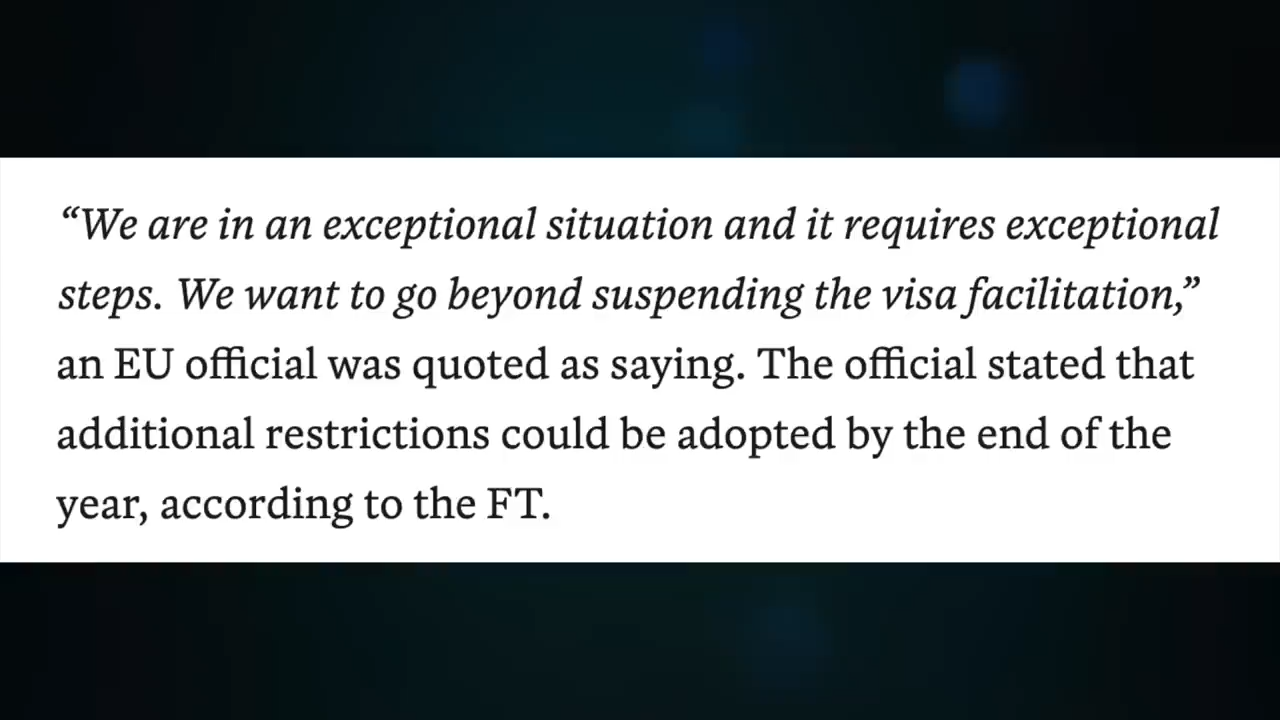 “We are in an exceptional situation and it requires exceptional
steps. We want to go beyond suspending the visa facilitation,”
an EU official was quoted as saying. The official stated that
additional restrictions could be adopted by the end of the
year, according to the FT.